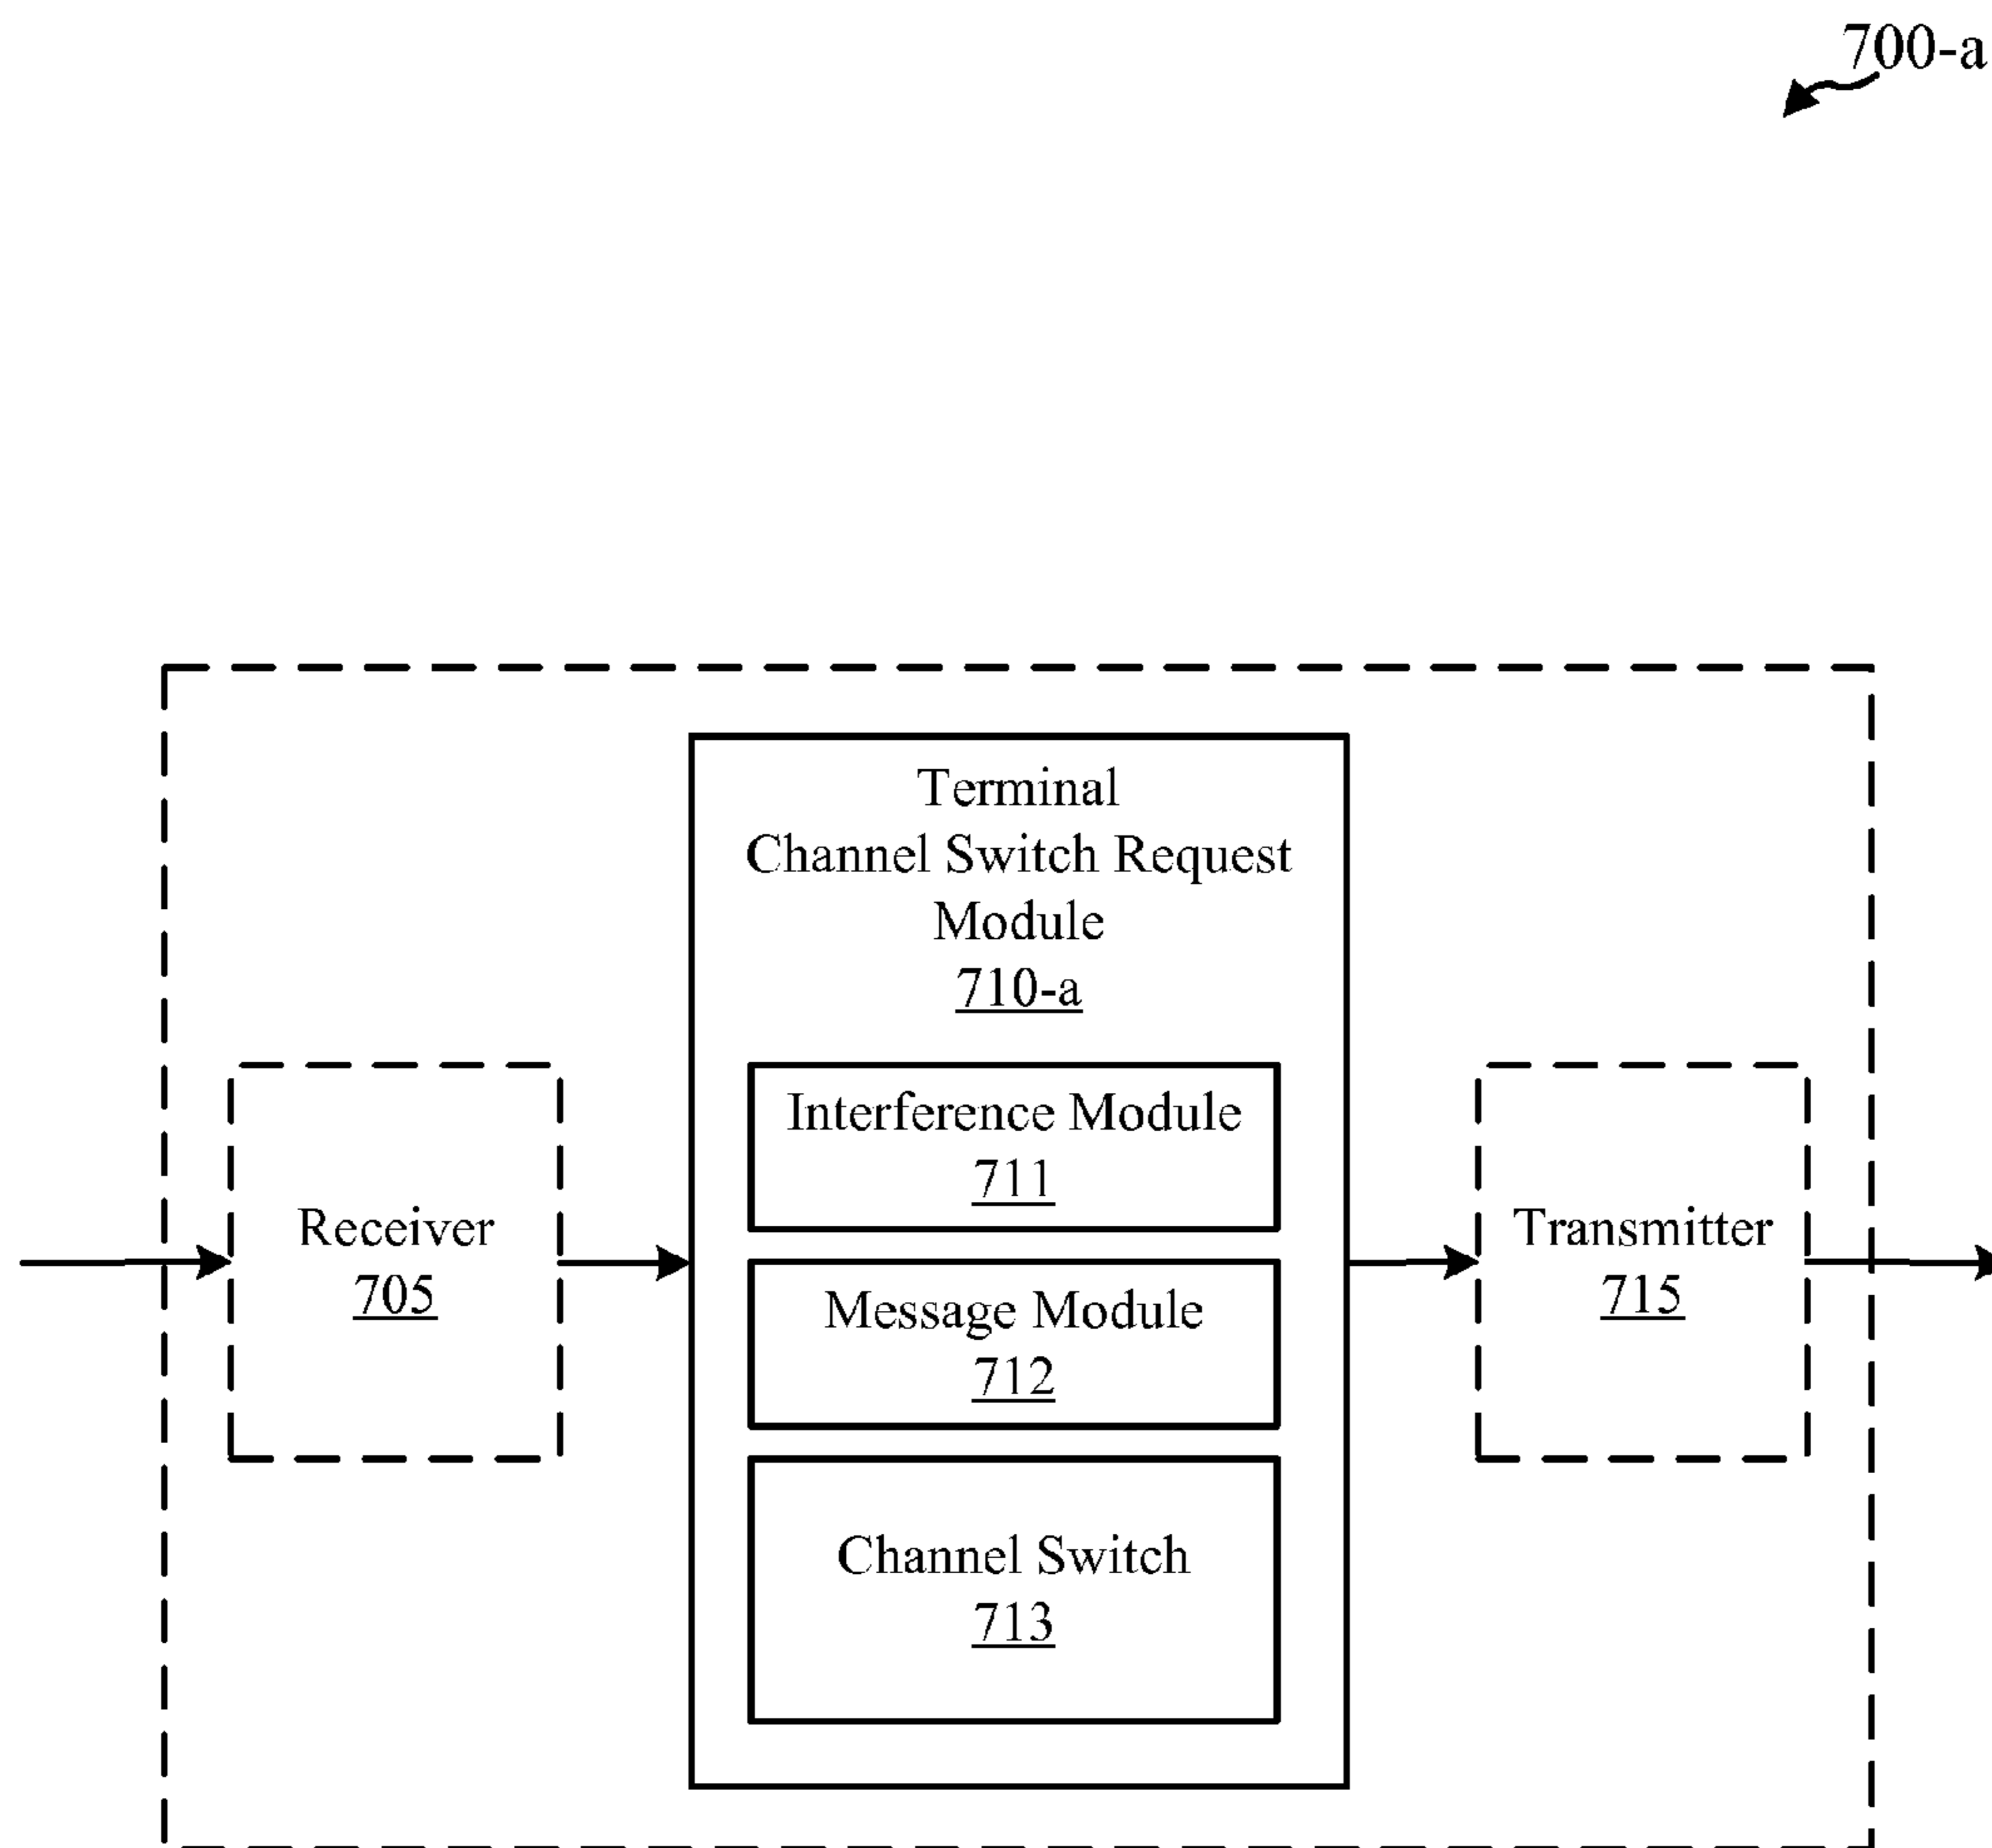 700-a
Terminal
Channel Switch Request
Module
710-a
Interference Module
711
Receiver
705
Message Module
712
Transmitter
715
Channel Switch
713